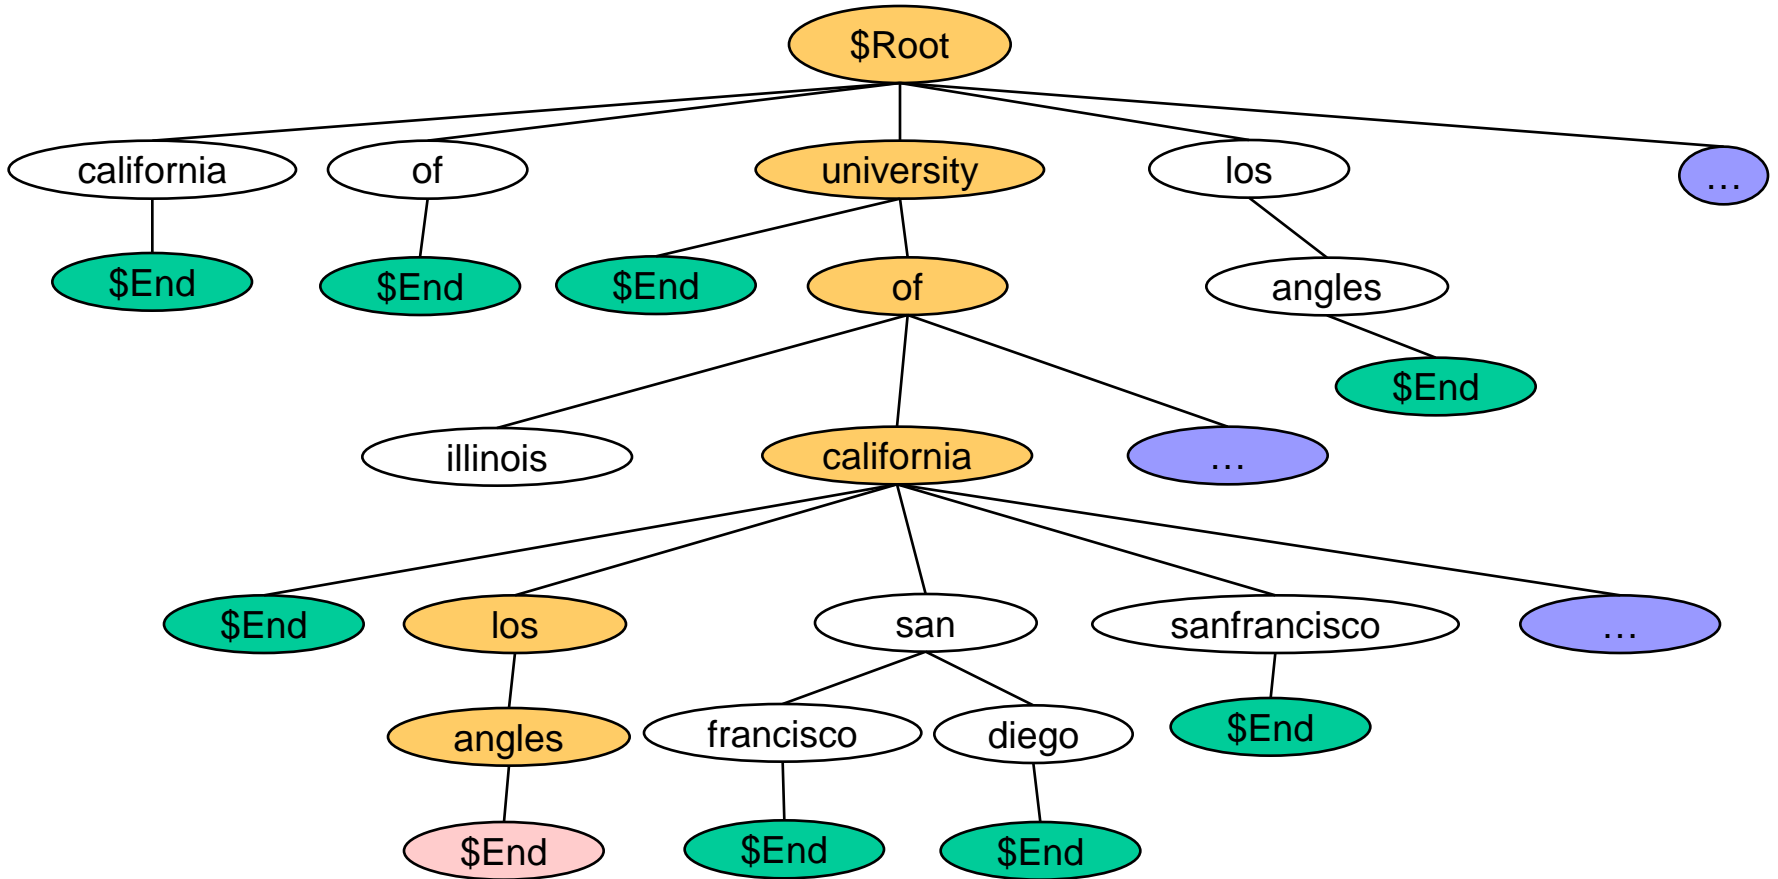 $Root
california
of
university
los
…
$End
$End
$End
of
angles
$End
illinois
california
…
$End
los
san
sanfrancisco
…
angles
francisco
diego
$End
$End
$End
$End